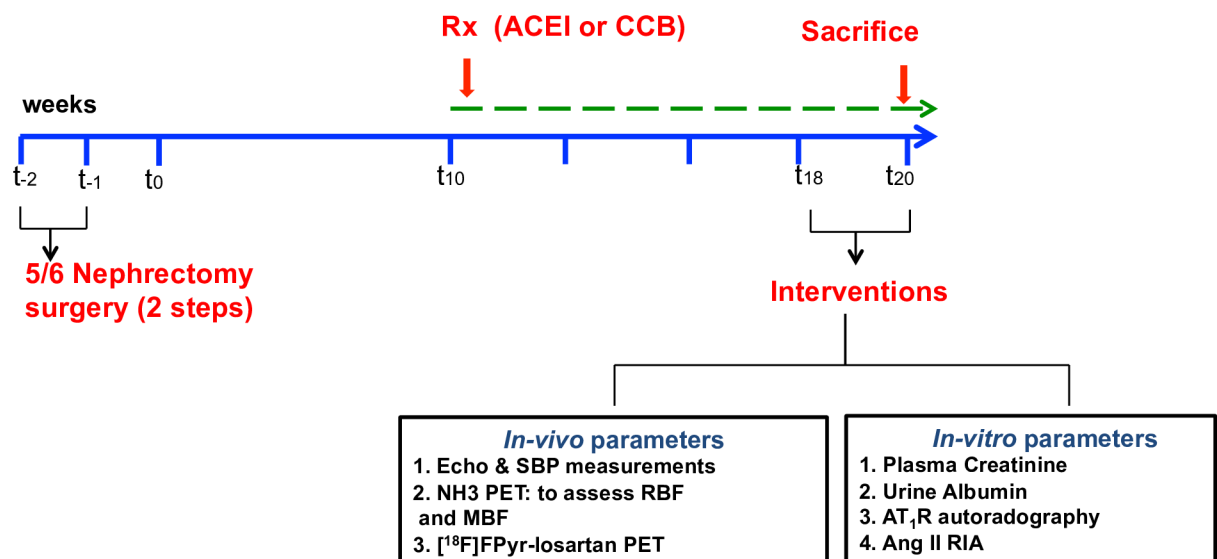 Rx (ACEI or CCB)
Sacrifice
weeks
t-2
t-1
t0
t10
t18
t20
5/6 Nephrectomy
surgery (2 steps)
Interventions
In-vivo parameters
1. Echo & SBP measurements
2. NH3 PET: to assess RBF
and MBF
3. [¹⁸F]FPyr-losartan PET
In-vitro parameters
1. Plasma Creatinine
2. Urine Albumin
3. AT₁R autoradography
4. Ang II RIA